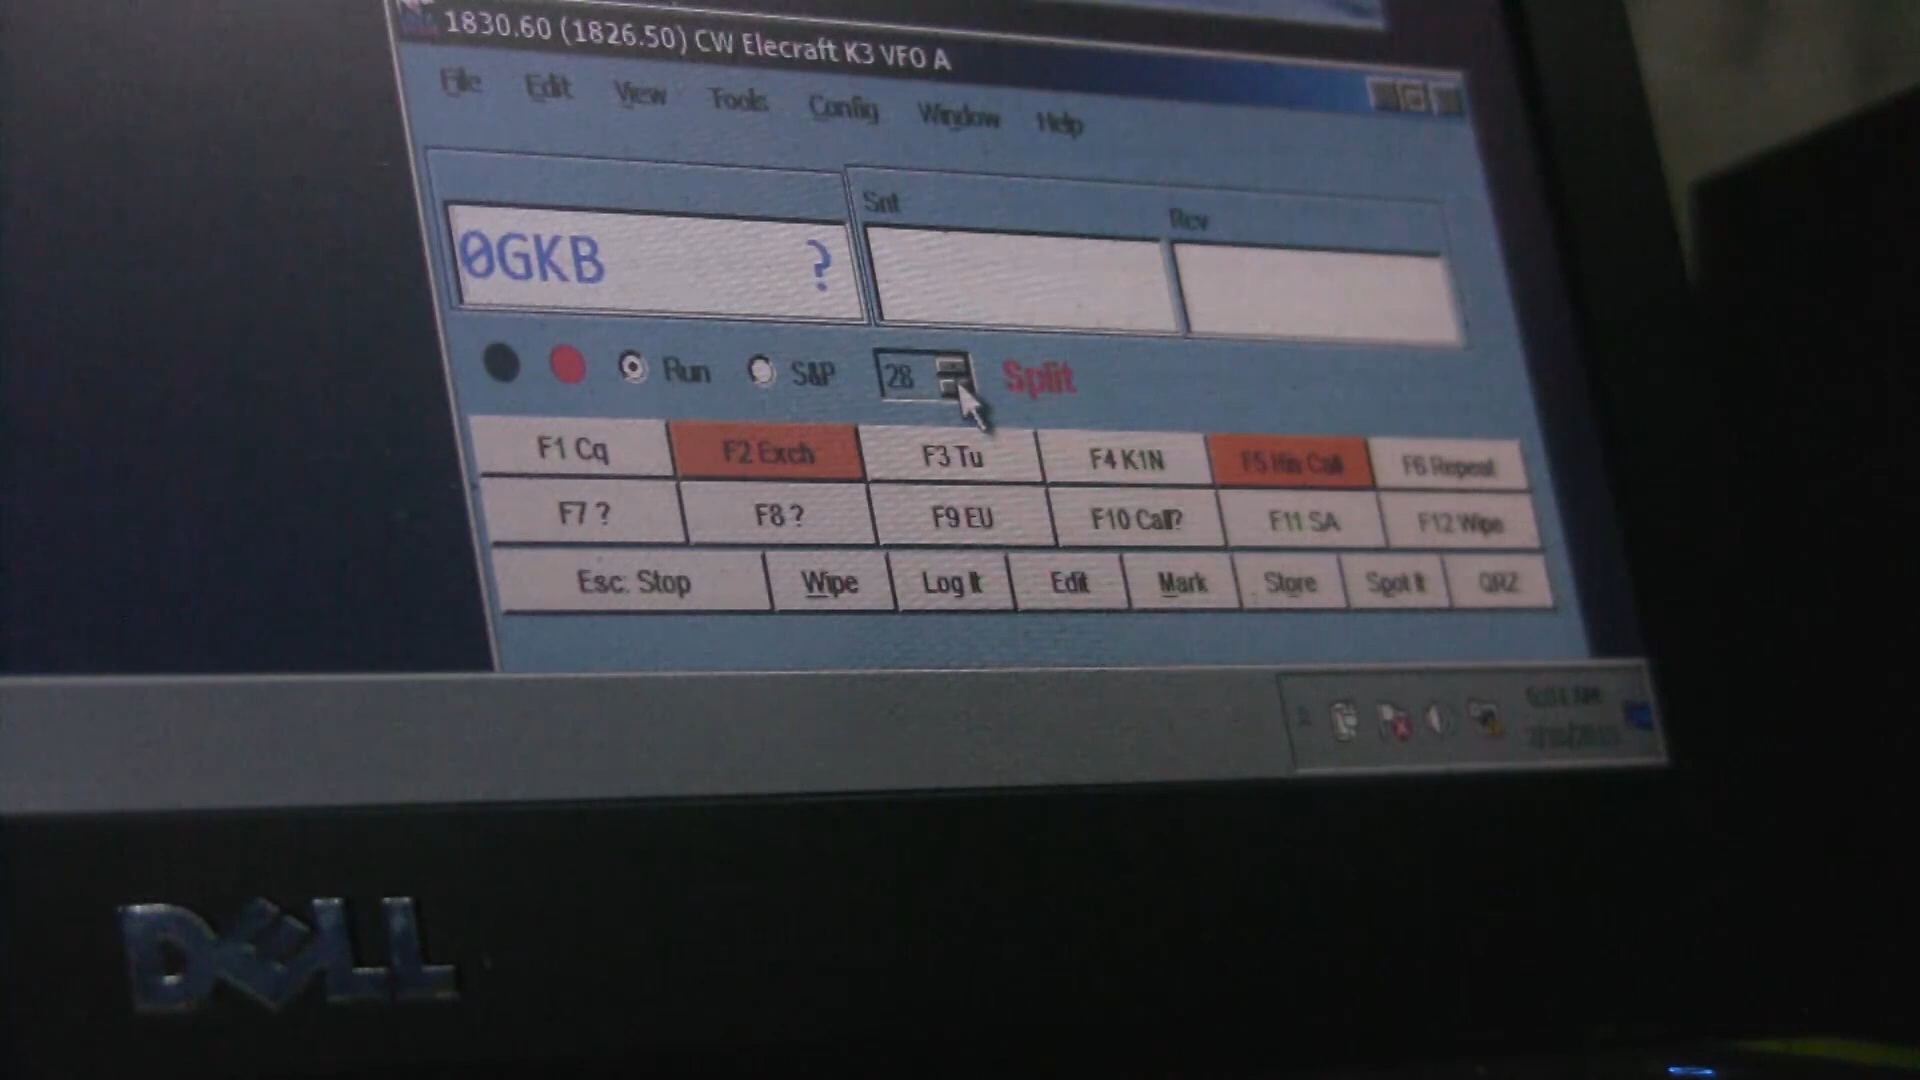 1830.60 (1826.50) CW Elecraft K3 VFO A
File Edit View Tools Config Window Help
Snt Rcv
0GKB ?
Run S&P 28 Split
F1 Cq F2 Exch F3 Tu F4 K1N F5 His Call F6 Repeat
F7 ? F8 ? F9 EU F10 Call? F11 SA F12 Wipe
Esc: Stop Wipe Log It Edit Mark Store Spot It QRZ
DELL